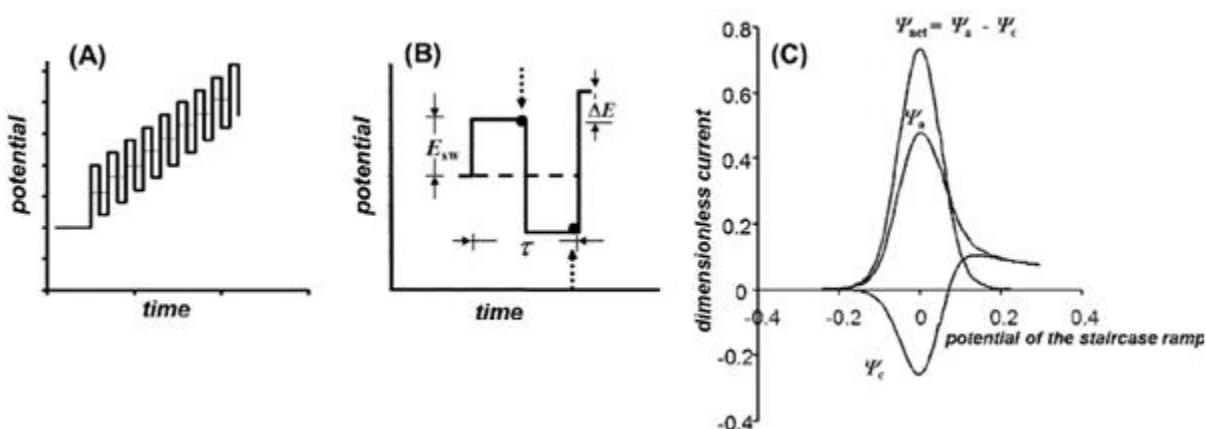 (A)
potential
time
(B)
potential
E_sw
ΔE
τ
time
(C)
Ψ_net = Ψ_a - Ψ_c
dimensionless current
0.8
0.6
0.4
0.2
0
-0.2
-0.4
-0.4
-0.2
0
0.2
0.4
Ψ_a
Ψ_c
potential of the staircase ramp